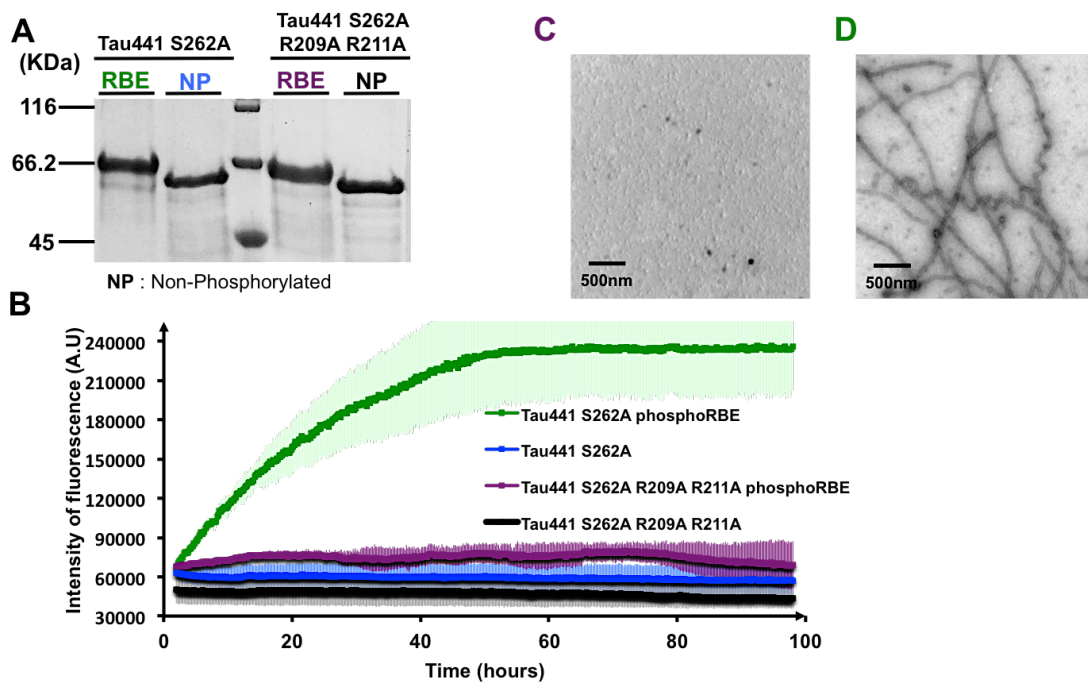 A
(KDa)
Tau441 S262A
Tau441 S262A
R209A R211A
RBE
NP
RBE
NP
116
66.2
45
NP : Non-Phosphorylated
C
500nm
D
500nm
B
Intensity of fluorescence (A.U)
240000
210000
180000
150000
120000
90000
60000
30000
0
20
40
60
80
100
Time (hours)
Tau441 S262A phosphoRBE
Tau441 S262A
Tau441 S262A R209A R211A phosphoRBE
Tau441 S262A R209A R211A